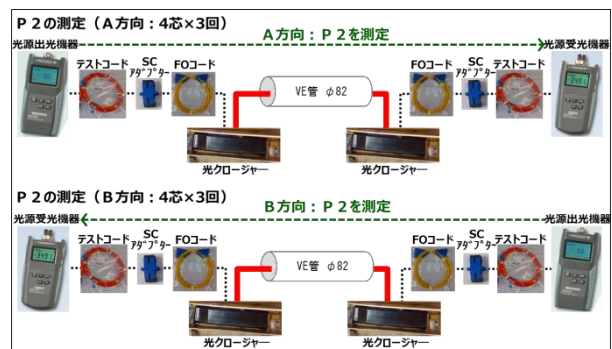 P2の測定（A方向：4芯×3回）
光源出光機器
A方向：P2を測定
光源受光機器
テストコード
SC
アダプター
FOコード
VE管 φ82
FOコード
SC
アダプター
テストコード
光クロージャー
光クロージャー
P2の測定（B方向：4芯×3回）
光源受光機器
B方向：P2を測定
光源出光機器
テストコード
SC
アダプター
FOコード
VE管 φ82
FOコード
SC
アダプター
テストコード
光クロージャー
光クロージャー